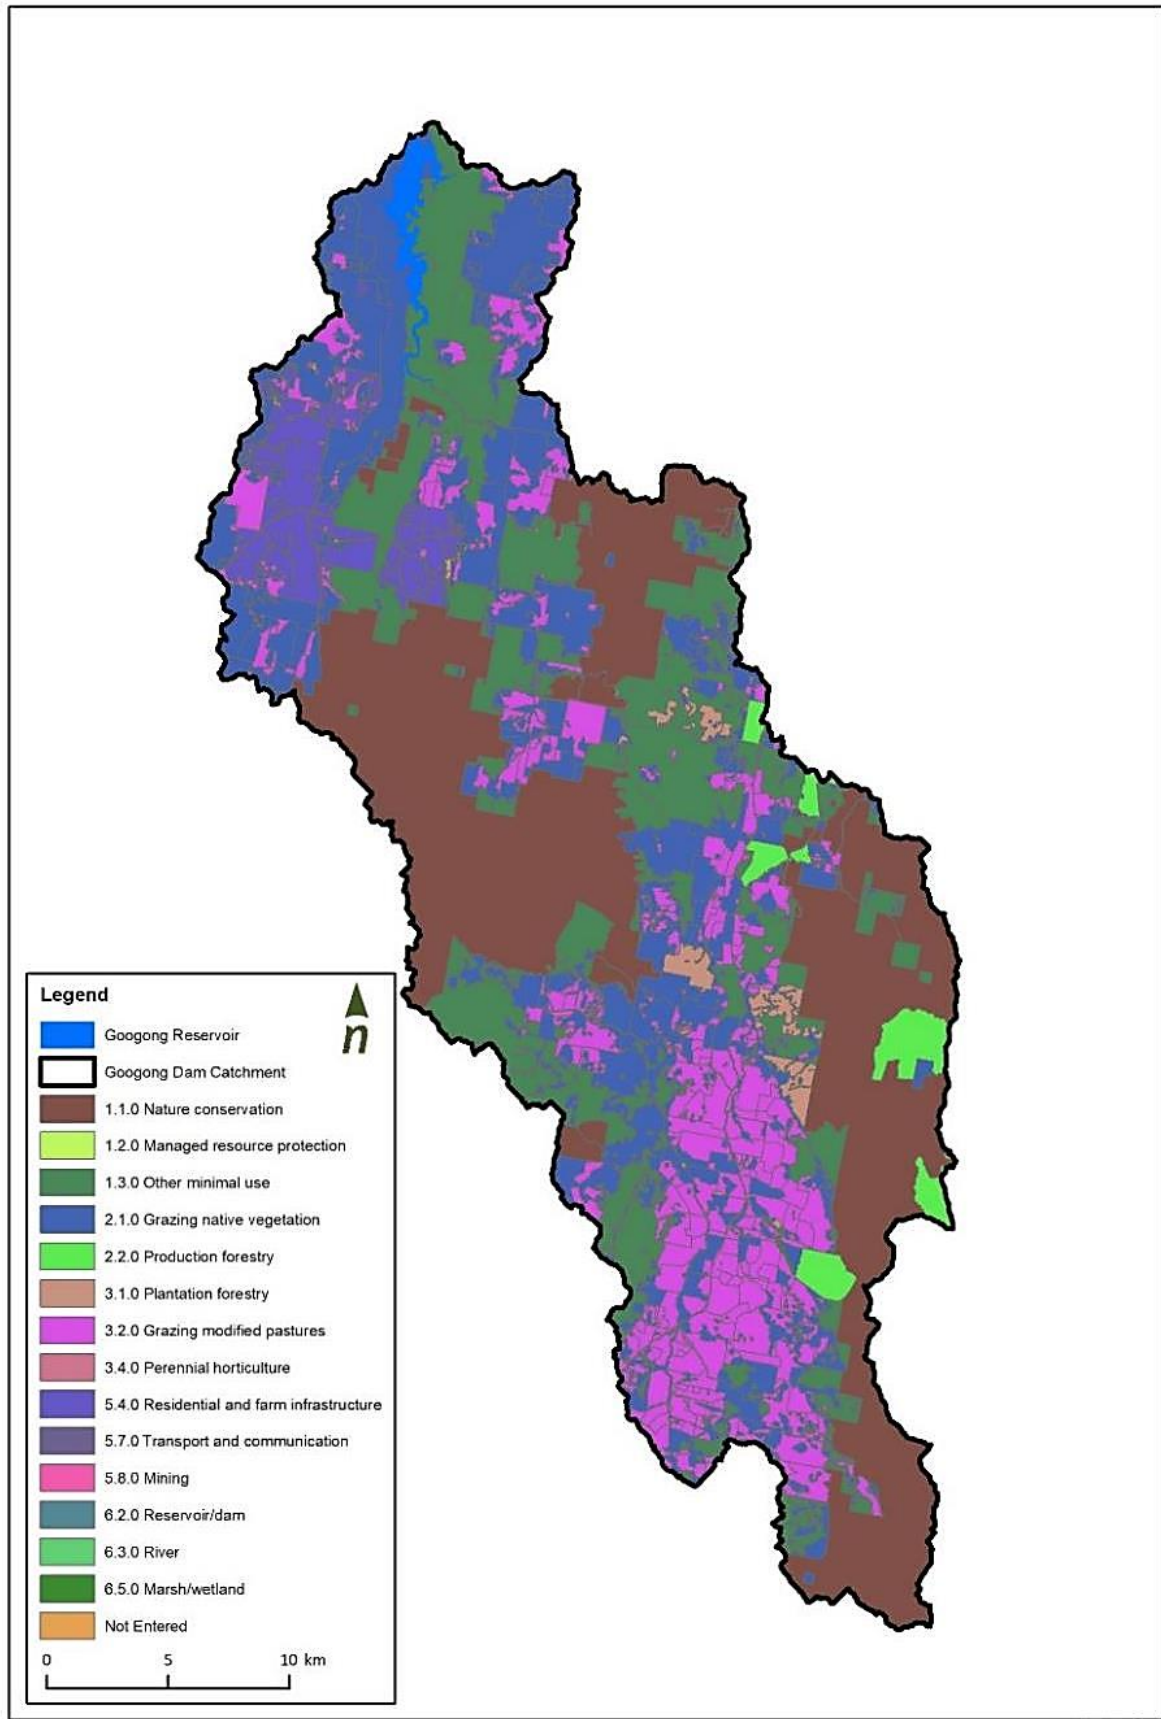 Legend
n
Googong Reservoir
Googong Dam Catchment
1.1.0 Nature conservation
1.2.0 Managed resource protection
1.3.0 Other minimal use
2.1.0 Grazing native vegetation
2.2.0 Production forestry
3.1.0 Plantation forestry
3.2.0 Grazing modified pastures
3.4.0 Perennial horticulture
5.4.0 Residential and farm infrastructure
5.7.0 Transport and communication
5.8.0 Mining
6.2.0 Reservoir/dam
6.3.0 River
6.5.0 Marsh/wetland
Not Entered
0 5 10 km